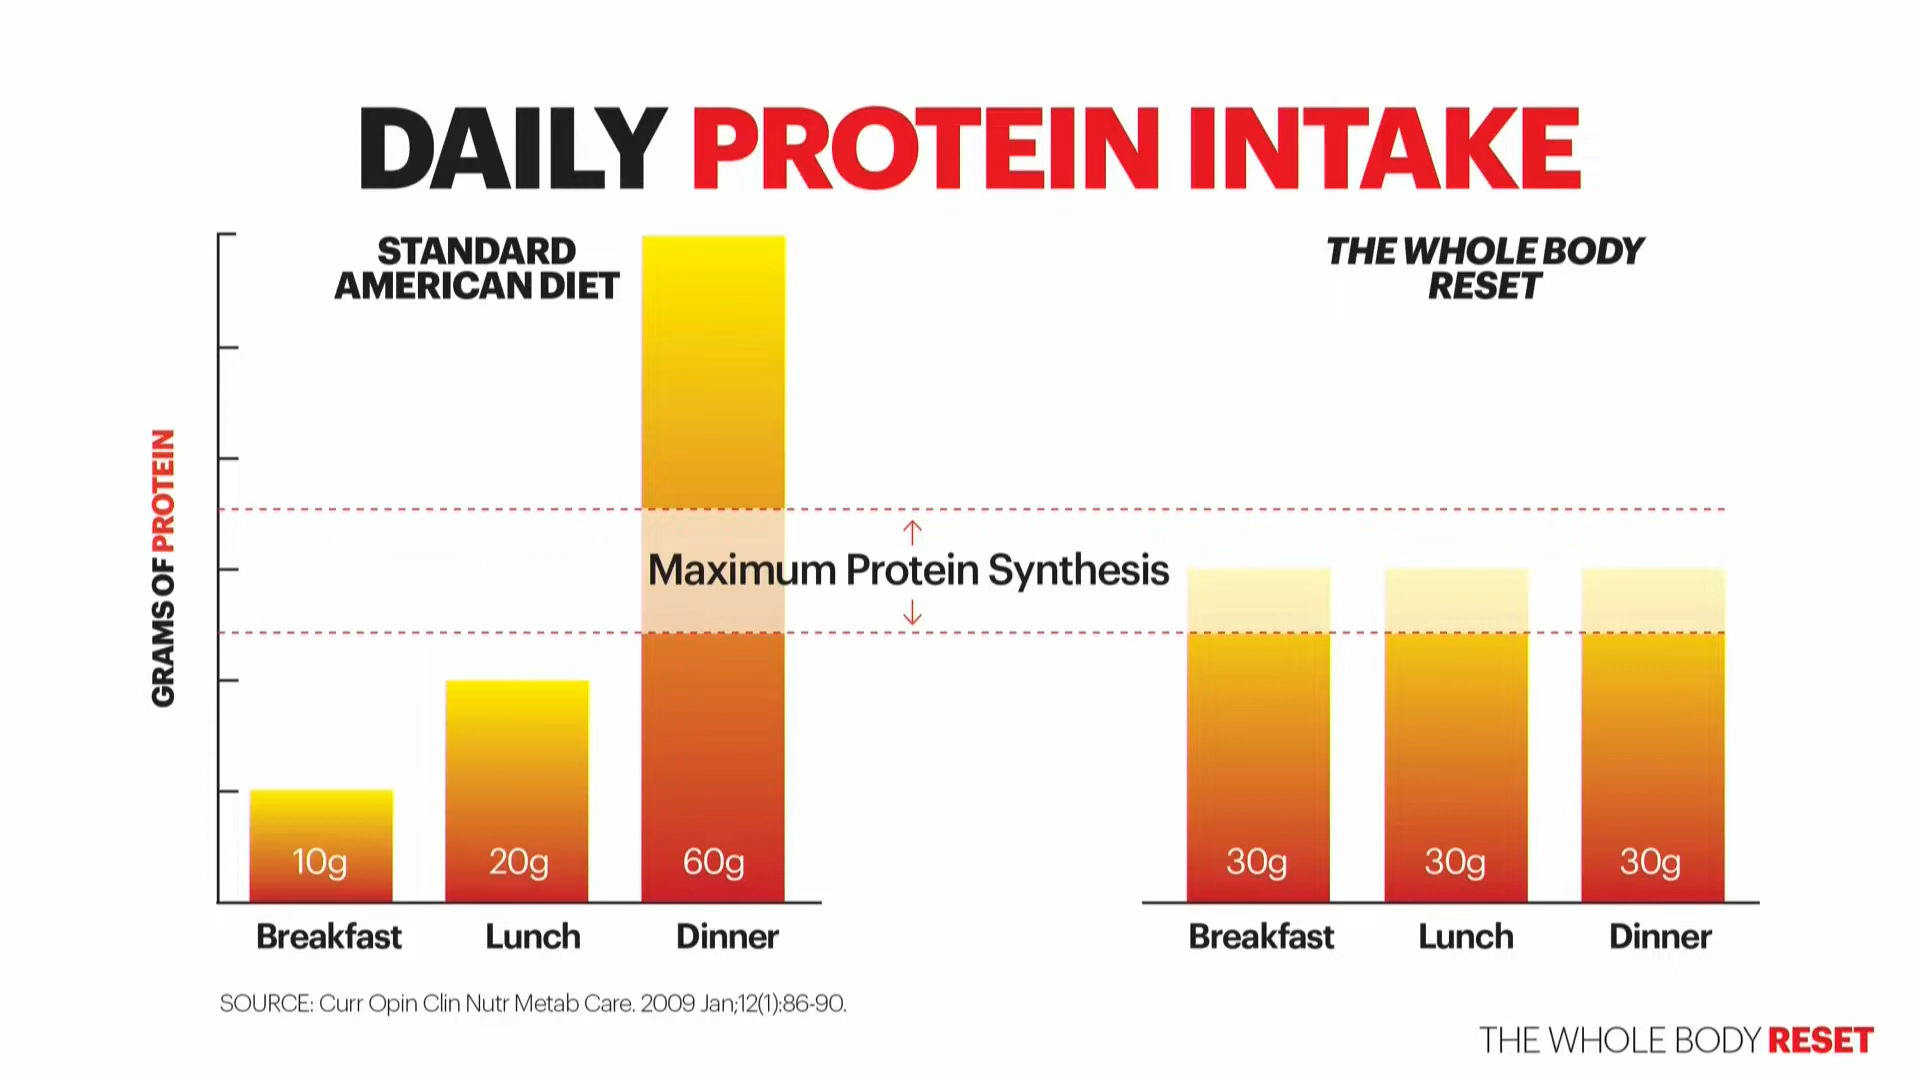 DAILY PROTEIN INTAKE
STANDARD
AMERICAN DIET
THE WHOLE BODY
RESET
GRAMS OF PROTEIN
Maximum Protein Synthesis
10g
20g
60g
30g
30g
30g
Breakfast
Lunch
Dinner
Breakfast
Lunch
Dinner
SOURCE: Curr Opin Clin Nutr Metab Care. 2009 Jan;12(1):86-90.
THE WHOLE BODY RESET